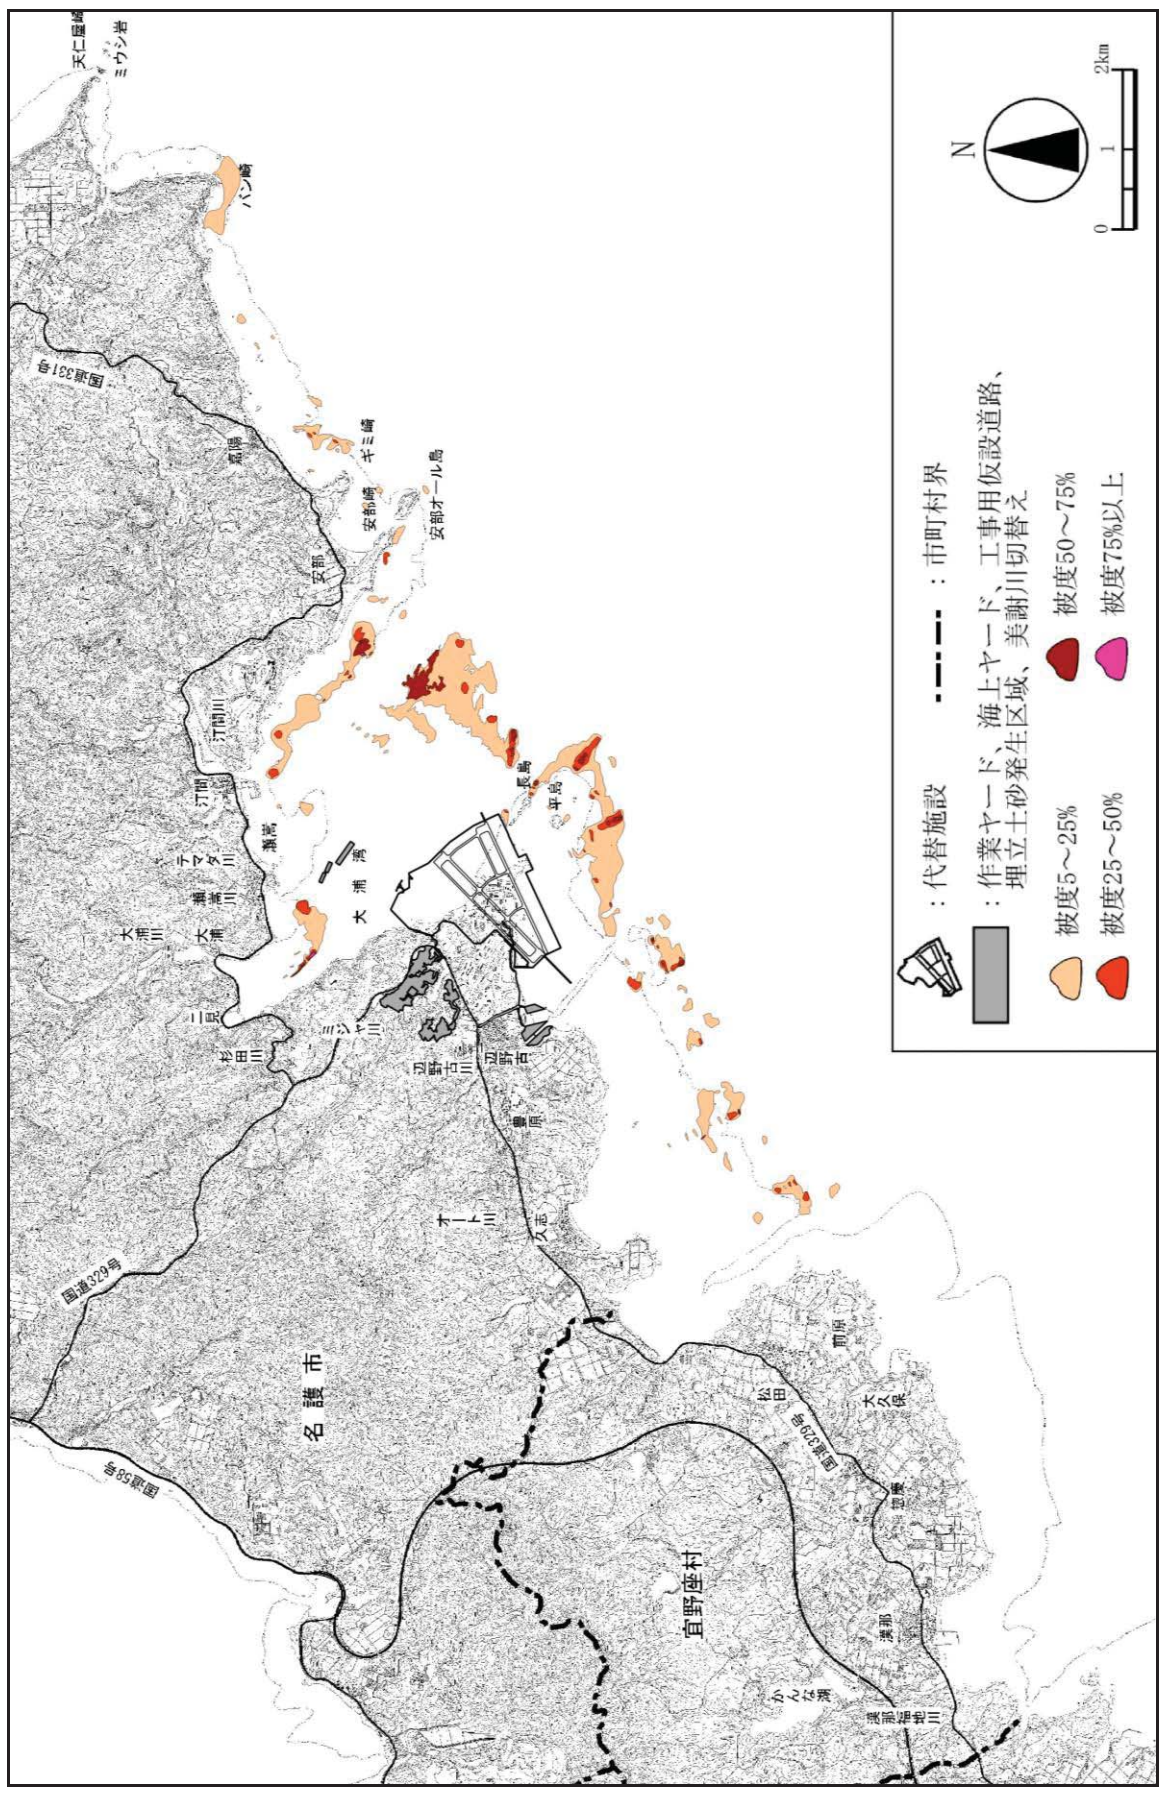 天仁屋崎
ミウシ岩
バン崎
国道331号
嘉陽
ギミ崎
安部崎
安部オール島
安部
汀間川
汀間
テマタ川
瀬嵩
瀬嵩川
大浦川
大浦
大浦湾
長島
平島
二見
杉田川
ミジャ川
辺野古川
辺野古
豊原
オート川
久志
国道329号
名護市
国道58号
松田
前原
大久保
国道329号
惣慶
宜野座村
漢那
かんな湖
漢那福地川
N
0 1 2km
：代替施設
：市町村界
：作業ヤード、海上ヤード、工事用仮設道路、
埋立土砂発生区域、美謝川切替え
被度5～25%
被度50～75%
被度25～50%
被度75%以上